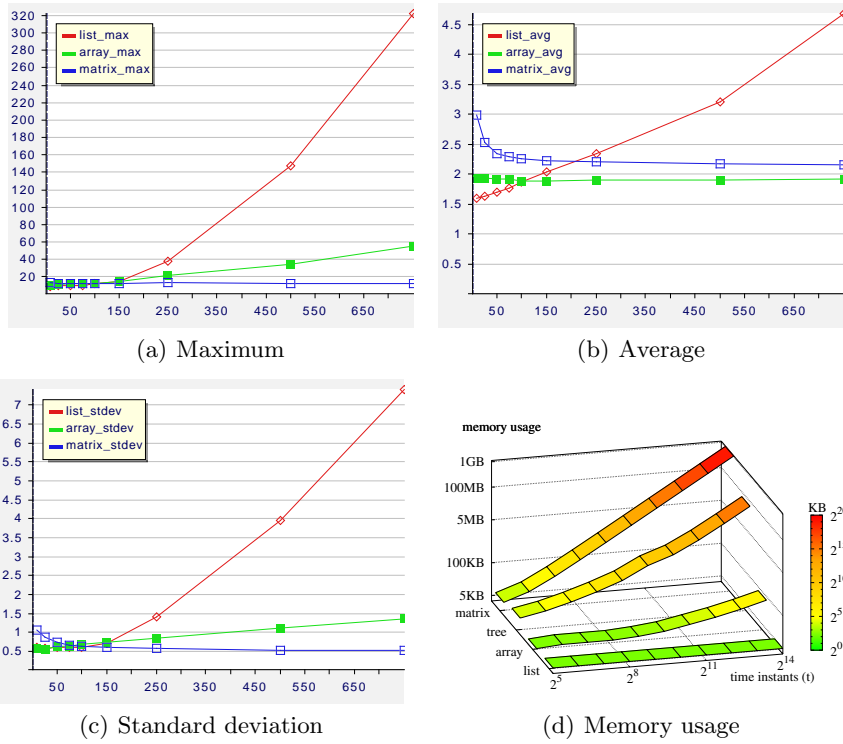 320
300
280
260
240
220
200
180
160
140
120
100
80
60
40
20
list_max
array_max
matrix_max
50 150 250 350 450 550 650
(a) Maximum
4.5
4
3.5
3
2.5
2
1.5
1
0.5
list_avg
array_avg
matrix_avg
50 150 250 350 450 550 650
(b) Average
7
6.5
6
5.5
5
4.5
4
3.5
3
2.5
2
1.5
1
0.5
list_stdev
array_stdev
matrix_stdev
50 150 250 350 450 550 650
(c) Standard deviation
memory usage
1GB
100MB
5MB
100KB
5KB
matrix
tree
array
list
2^5 2^8 2^11 2^14
time instants (t)
KB
2^10
2^5
2^0
(d) Memory usage